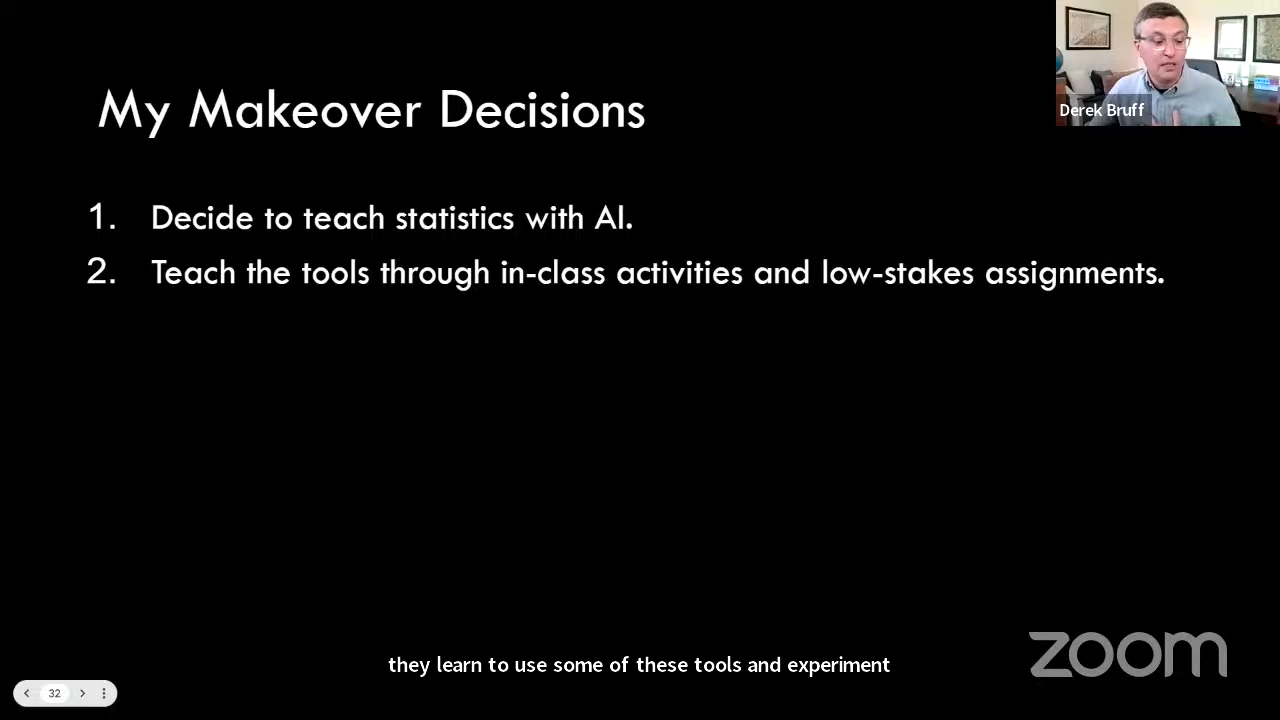 My Makeover Decisions
Derek Bruff
1. Decide to teach statistics with AI.
2. Teach the tools through in-class activities and low-stakes assignments.
they learn to use some of these tools and experiment
zoom
32